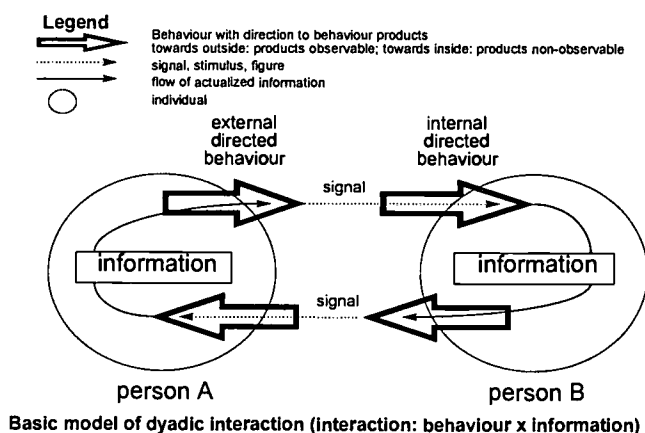 Legend
Behaviour with direction to behaviour products
towards outside: products observable; towards inside: products non-observable
signal, stimulus, figure
flow of actualized information
individual
external
directed
behaviour
internal
directed
behaviour
signal
information
information
signal
person A
person B
Basic model of dyadic interaction (interaction: behaviour x information)